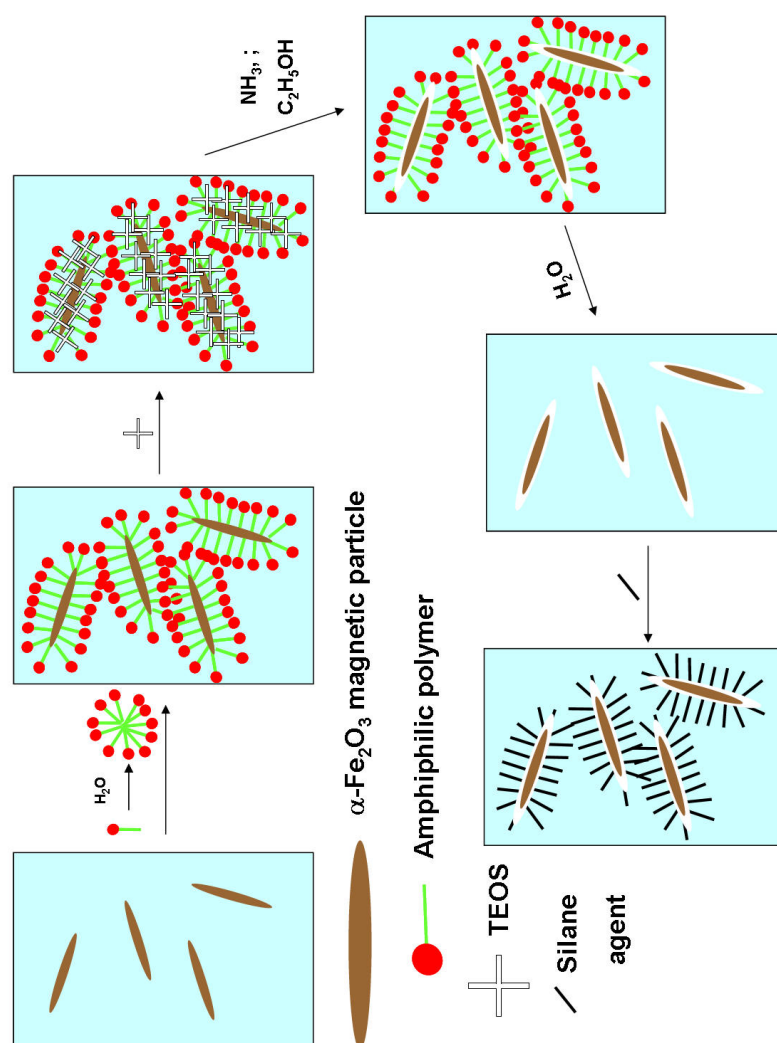 H₂O
NH₃, ;
C₂H₅OH
H₂O
α-Fe₂O₃ magnetic particle
Amphiphilic polymer
TEOS
Silane
agent